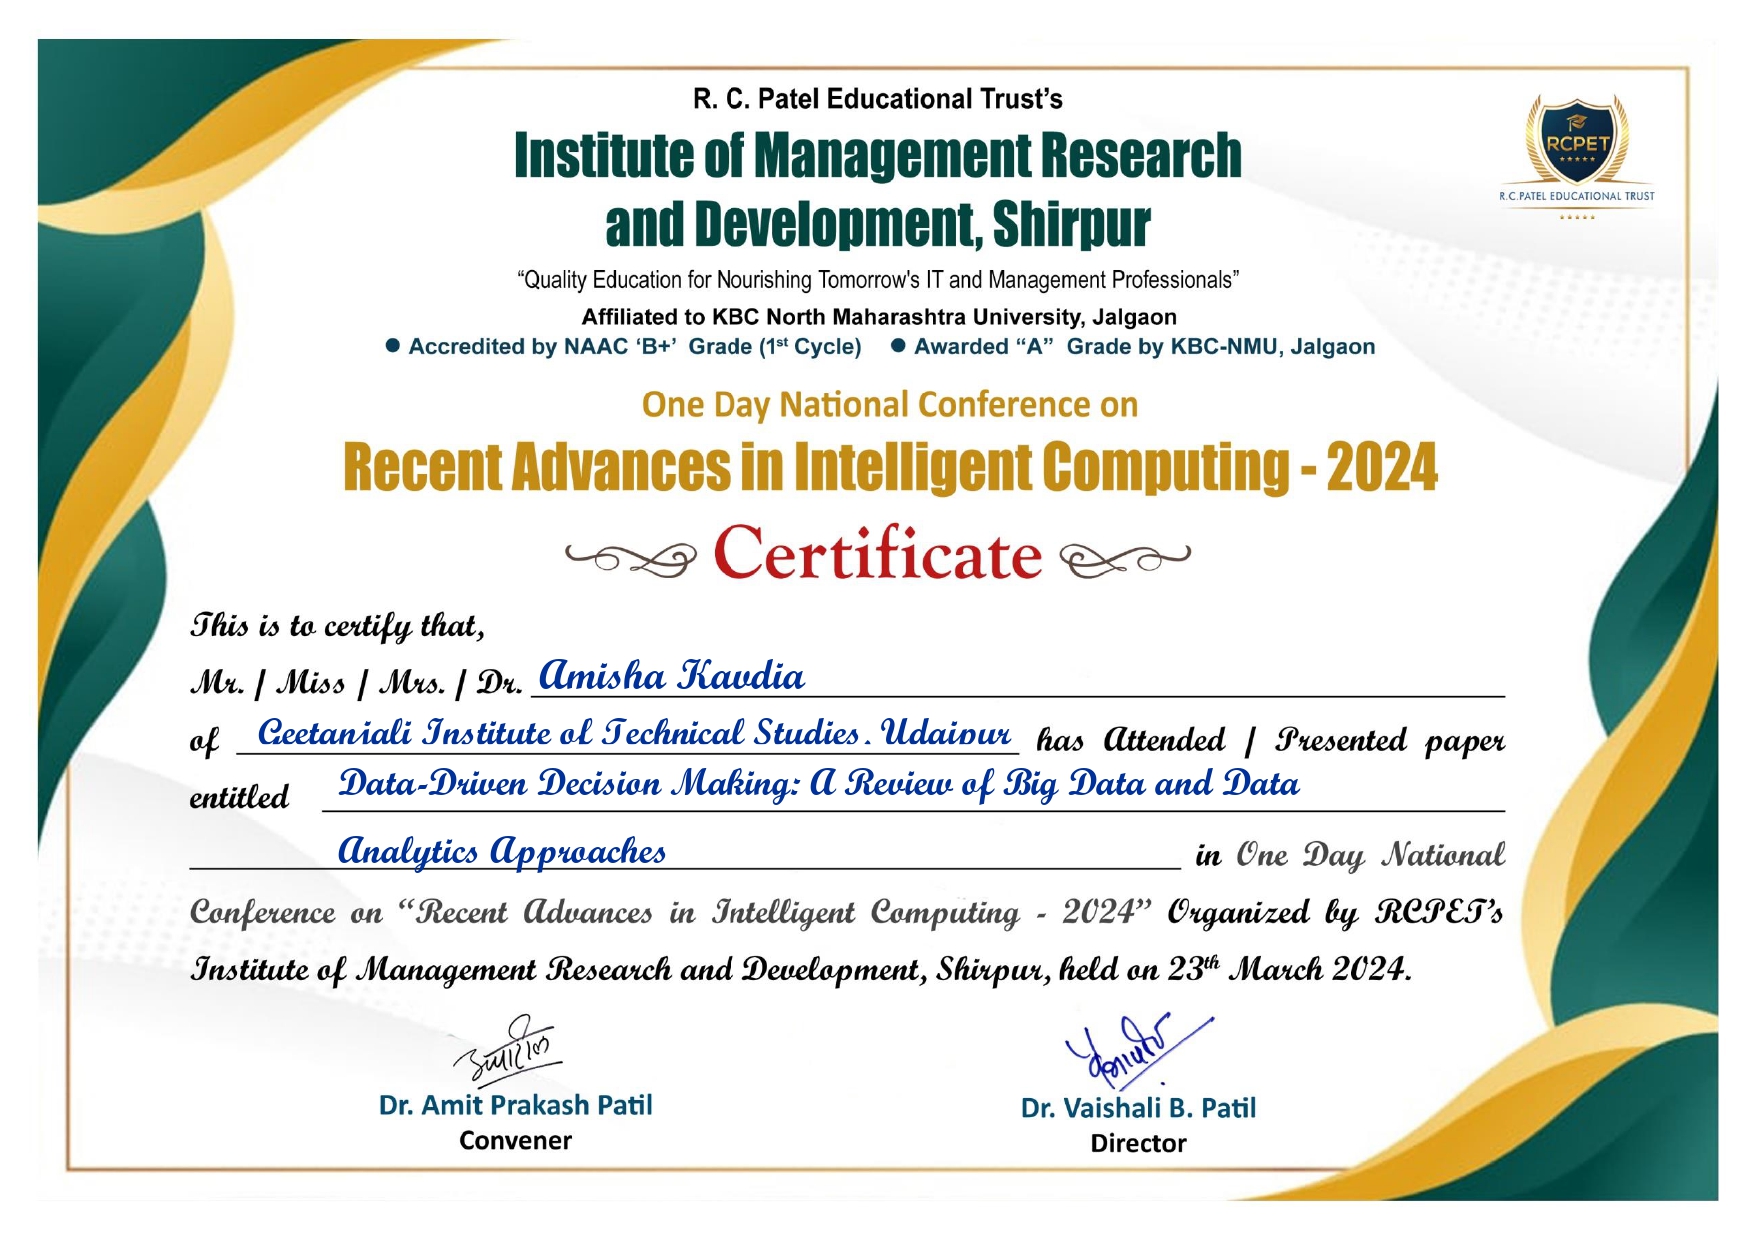 R. C. Patel Educational Trust's
Institute of Management Research
and Development, Shirpur
RCPET
R.C.PATEL EDUCATIONAL TRUST
“Quality Education for Nourishing Tomorrow's IT and Management Professionals”
Affiliated to KBC North Maharashtra University, Jalgaon
● Accredited by NAAC ‘B+’ Grade (1st Cycle) ● Awarded “A” Grade by KBC-NMU, Jalgaon
One Day National Conference on
Recent Advances in Intelligent Computing - 2024
Certificate
This is to certify that,
Mr. / Miss / Mrs. / Dr. Amisha Kavdia
of Geetanjali Institute of Technical Studies, Udaipur has Attended / Presented paper
entitled Data-Driven Decision Making: A Review of Big Data and Data
Analytics Approaches in One Day National
Conference on “Recent Advances in Intelligent Computing - 2024” Organized by RCPET's
Institute of Management Research and Development, Shirpur, held on 23th March 2024.
Dr. Amit Prakash Patil
Convener
Dr. Vaishali B. Patil
Director